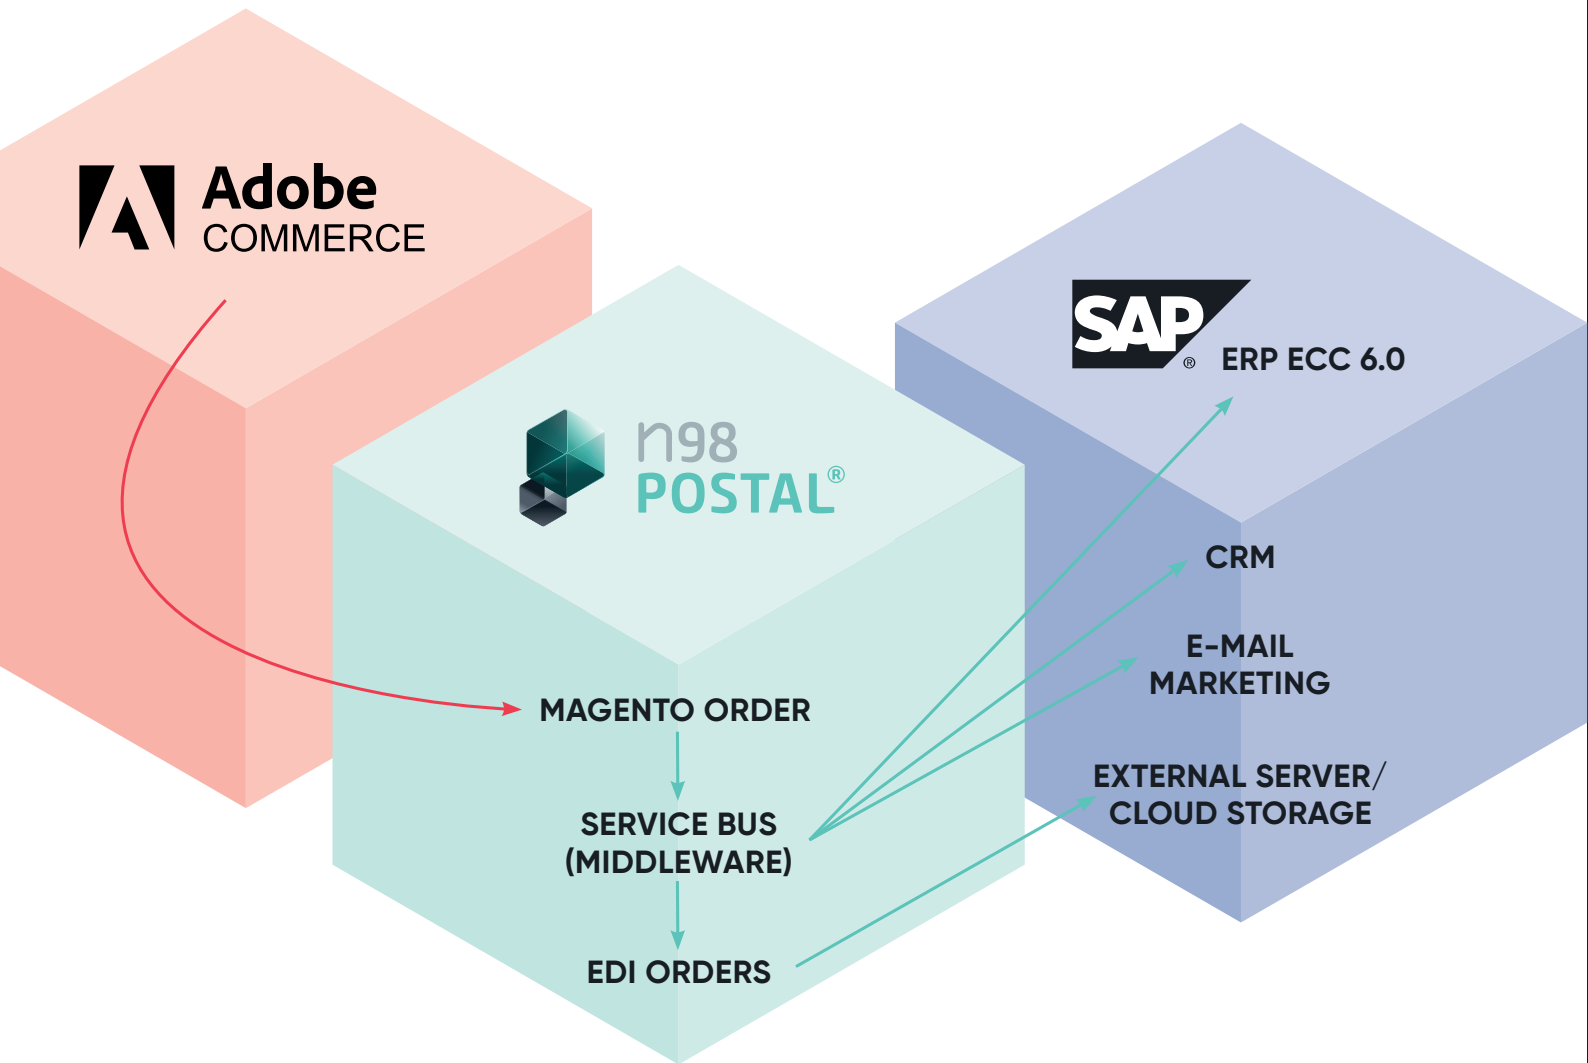 Adobe
COMMERCE
n98
POSTAL®
MAGENTO ORDER
SERVICE BUS
(MIDDLEWARE)
EDI ORDERS
SAP®
ERP ECC 6.0
CRM
E-MAIL
MARKETING
EXTERNAL SERVER/
CLOUD STORAGE